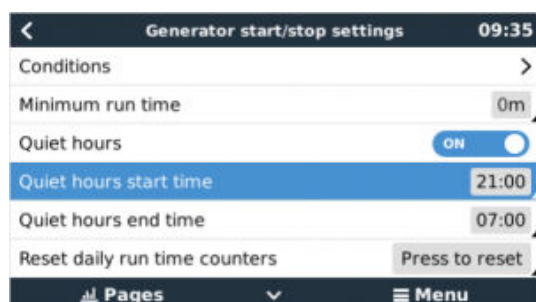 Generator start/stop settings 09:35
Conditions
Minimum run time 0m
Quiet hours ON
Quiet hours start time 21:00
Quiet hours end time 07:00
Reset daily run time counters Press to reset
Pages Menu